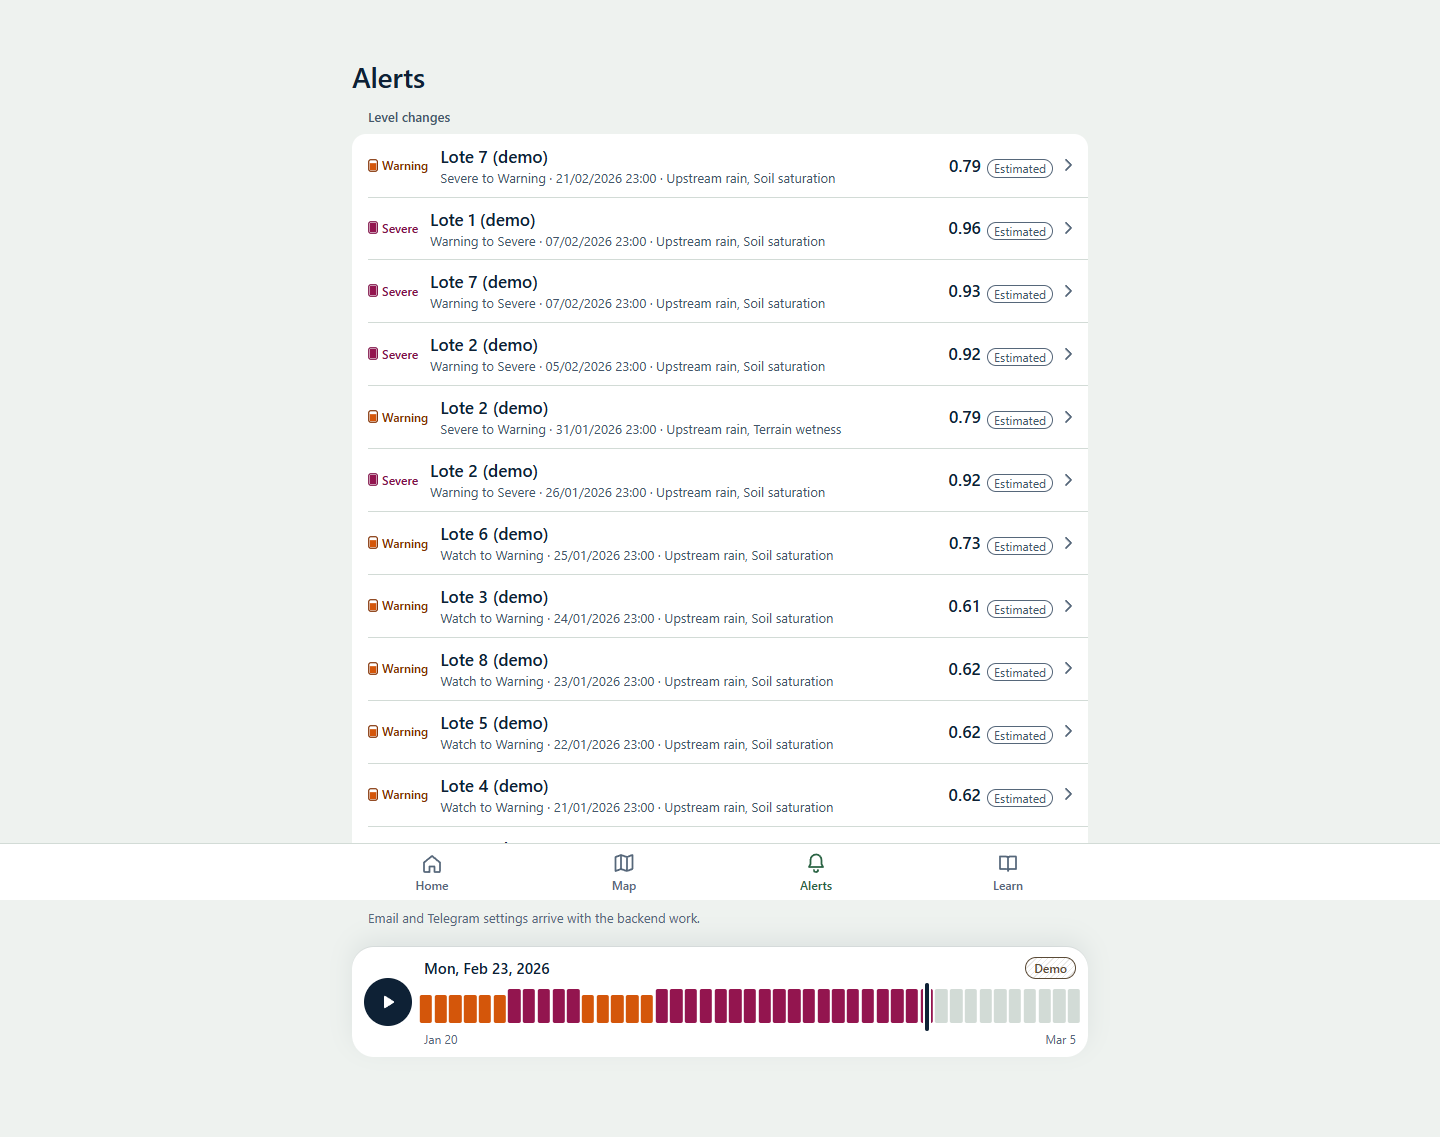 Alerts
Level changes
Warning
Lote 7 (demo)
Severe to Warning · 21/02/2026 23:00 · Upstream rain, Soil saturation
0.79 Estimated
Severe
Lote 1 (demo)
Warning to Severe · 07/02/2026 23:00 · Upstream rain, Soil saturation
0.96 Estimated
Severe
Lote 7 (demo)
Warning to Severe · 07/02/2026 23:00 · Upstream rain, Soil saturation
0.93 Estimated
Severe
Lote 2 (demo)
Warning to Severe · 05/02/2026 23:00 · Upstream rain, Soil saturation
0.92 Estimated
Warning
Lote 2 (demo)
Severe to Warning · 31/01/2026 23:00 · Upstream rain, Terrain wetness
0.79 Estimated
Severe
Lote 2 (demo)
Warning to Severe · 26/01/2026 23:00 · Upstream rain, Soil saturation
0.92 Estimated
Warning
Lote 6 (demo)
Watch to Warning · 25/01/2026 23:00 · Upstream rain, Soil saturation
0.73 Estimated
Warning
Lote 3 (demo)
Watch to Warning · 24/01/2026 23:00 · Upstream rain, Soil saturation
0.61 Estimated
Warning
Lote 8 (demo)
Watch to Warning · 23/01/2026 23:00 · Upstream rain, Soil saturation
0.62 Estimated
Warning
Lote 5 (demo)
Watch to Warning · 22/01/2026 23:00 · Upstream rain, Soil saturation
0.62 Estimated
Warning
Lote 4 (demo)
Watch to Warning · 21/01/2026 23:00 · Upstream rain, Soil saturation
0.62 Estimated
Home
Map
Alerts
Learn
Email and Telegram settings arrive with the backend work.
Mon, Feb 23, 2026
Demo
Jan 20
Mar 5